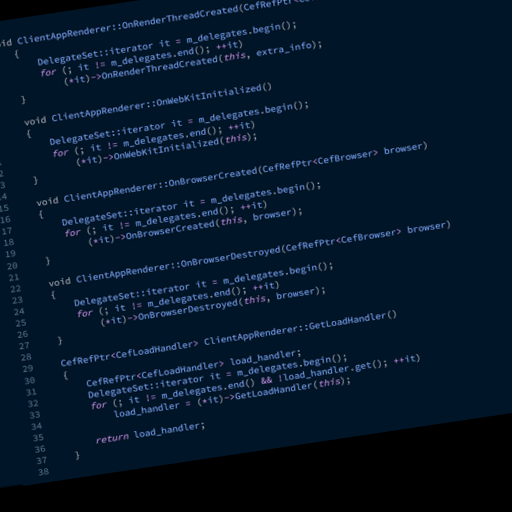 id ClientAppRenderer::OnRenderThreadCreated(CefRefPtr
{
DelegateSet::iterator it = m_delegates.begin();
for (; it != m_delegates.end(); ++it)
(*it)->OnRenderThreadCreated(this, extra_info);
}
void ClientAppRenderer::OnWebKitInitialized()
{
DelegateSet::iterator it = m_delegates.begin();
for (; it != m_delegates.end(); ++it)
(*it)->OnWebKitInitialized(this);
}
void ClientAppRenderer::OnBrowserCreated(CefRefPtr<CefBrowser> browser)
{
DelegateSet::iterator it = m_delegates.begin();
for (; it != m_delegates.end(); ++it)
(*it)->OnBrowserCreated(this, browser);
}
void ClientAppRenderer::OnBrowserDestroyed(CefRefPtr<CefBrowser> browser)
{
DelegateSet::iterator it = m_delegates.begin();
for (; it != m_delegates.end(); ++it)
(*it)->OnBrowserDestroyed(this, browser);
}
CefRefPtr<CefLoadHandler> ClientAppRenderer::GetLoadHandler()
{
CefRefPtr<CefLoadHandler> load_handler;
DelegateSet::iterator it = m_delegates.begin();
for (; it != m_delegates.end() && !load_handler.get(); ++it)
load_handler = (*it)->GetLoadHandler(this);
return load_handler;
}
15
16
17
18
19
20
21
22
23
24
25
26
27
28
29
30
31
32
33
34
35
36
37
38